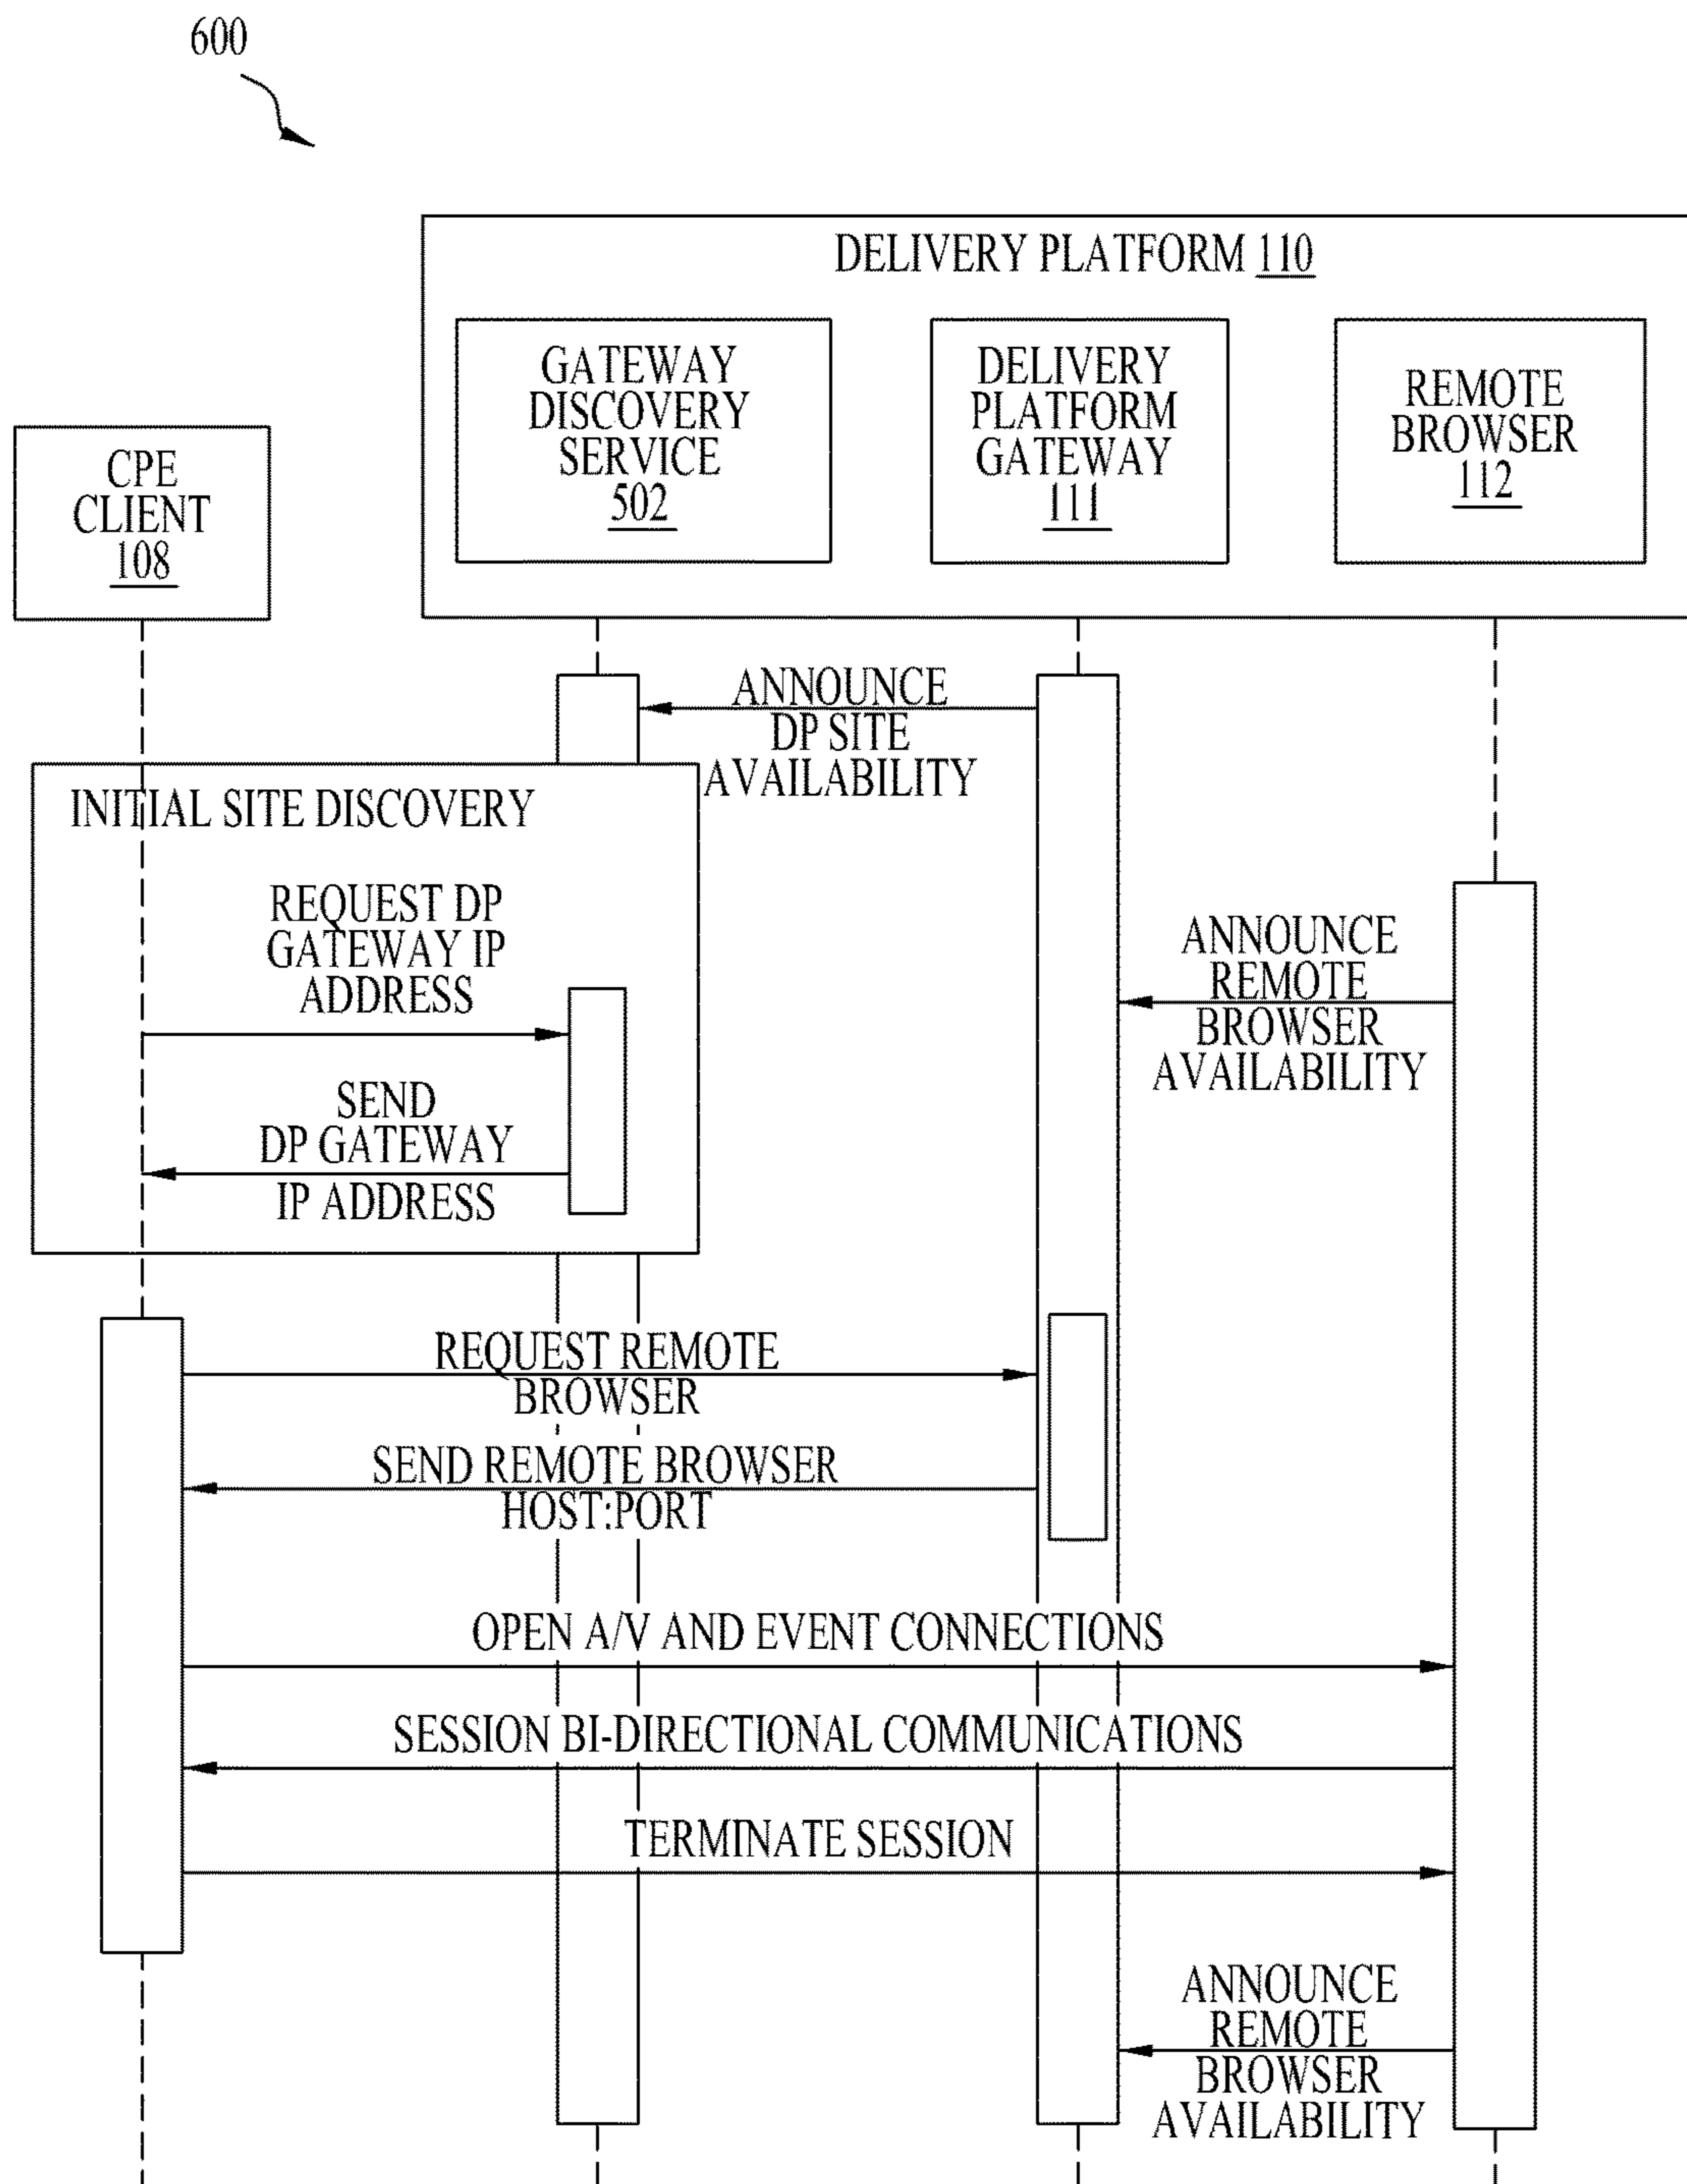 600
DELIVERY PLATFORM 110
GATEWAY
DISCOVERY
SERVICE
502
DELIVERY
PLATFORM
GATEWAY
111
REMOTE
BROWSER
112
CPE
CLIENT
108
ANNOUNCE
DP SITE
AVAILABILITY
INITIAL SITE DISCOVERY
REQUEST DP
GATEWAY IP
ADDRESS
ANNOUNCE
REMOTE
BROWSER
AVAILABILITY
SEND
DP GATEWAY
IP ADDRESS
REQUEST REMOTE
BROWSER
SEND REMOTE BROWSER
HOST:PORT
OPEN A/V AND EVENT CONNECTIONS
SESSION BI-DIRECTIONAL COMMUNICATIONS
TERMINATE SESSION
ANNOUNCE
REMOTE
BROWSER
AVAILABILITY